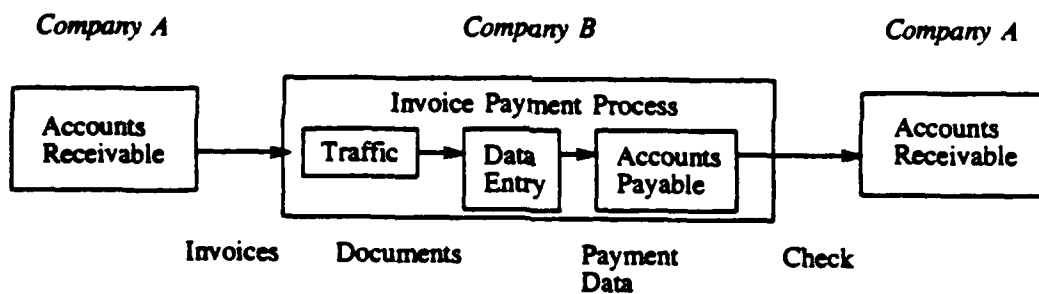 Company A
Company B
Company A
Invoice Payment Process
Accounts
Receivable
Traffic
Data
Entry
Accounts
Payable
Accounts
Receivable
Invoices
Documents
Payment
Data
Check